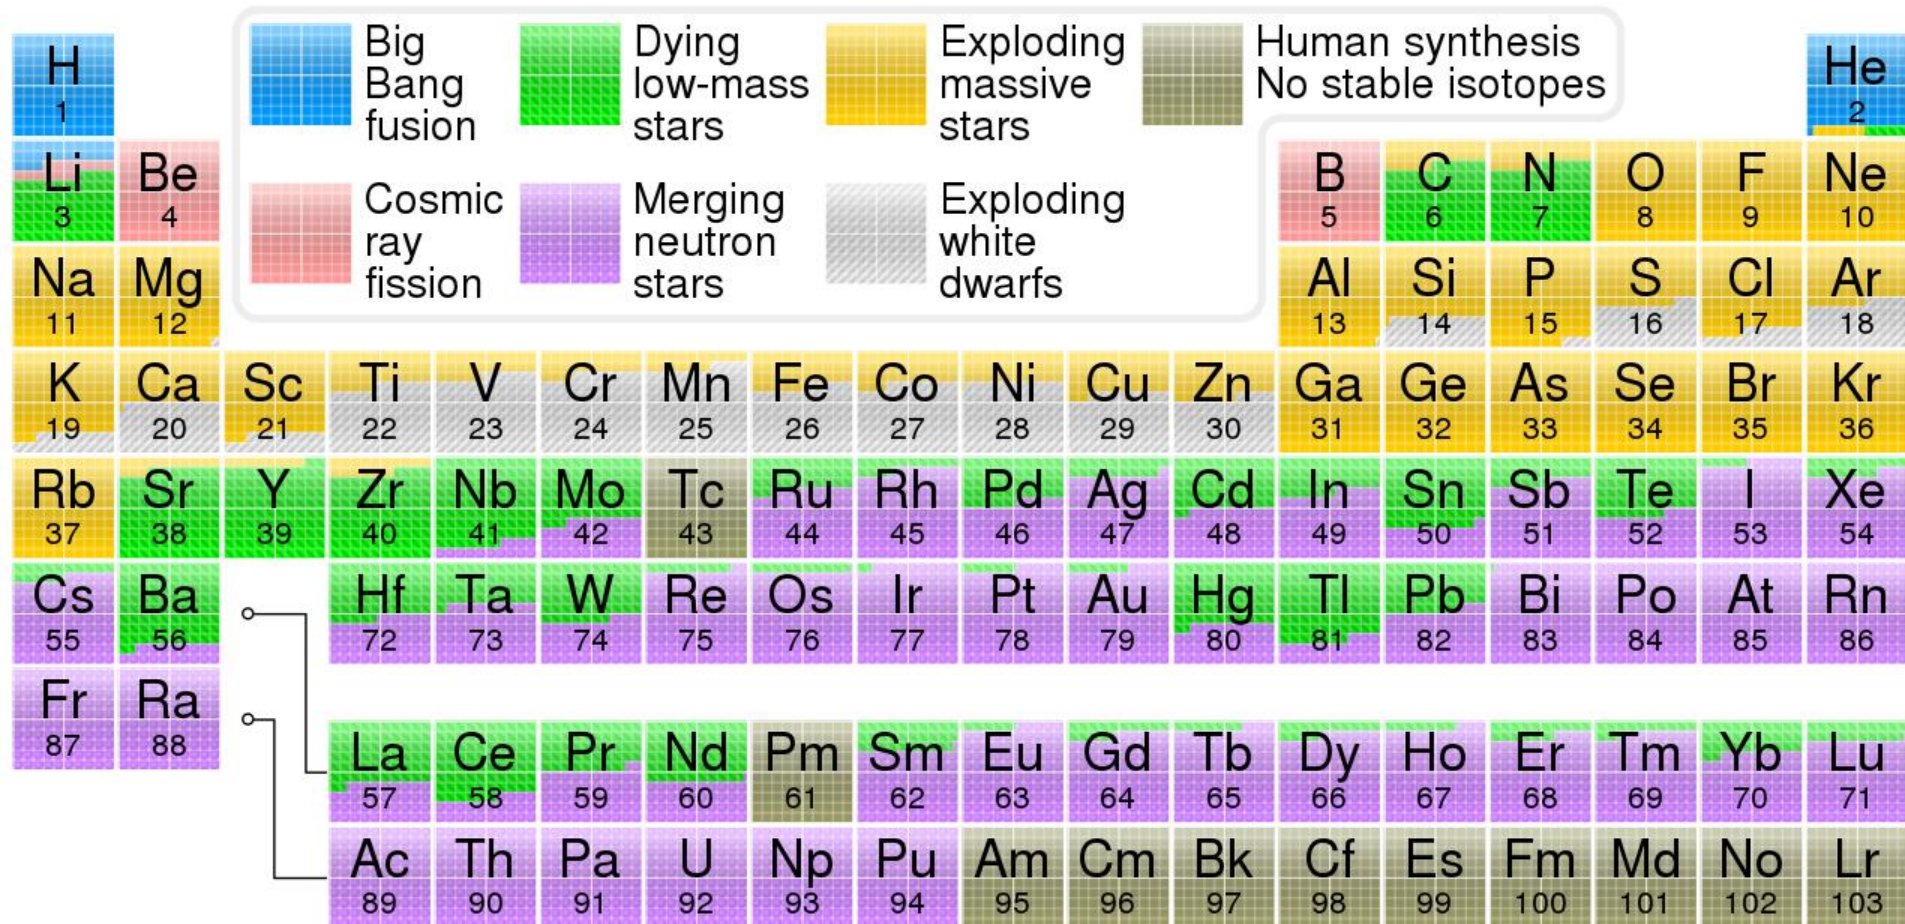 Big Bang fusion
Dying low-mass stars
Exploding massive stars
Human synthesis
No stable isotopes
Cosmic ray fission
Merging neutron stars
Exploding white dwarfs
H He
1 2
Li Be B C N O F Ne
3 4 5 6 7 8 9 10
Na Mg Al Si P S Cl Ar
11 12 13 14 15 16 17 18
K Ca Sc Ti V Cr Mn Fe Co Ni Cu Zn Ga Ge As Se Br Kr
19 20 21 22 23 24 25 26 27 28 29 30 31 32 33 34 35 36
Rb Sr Y Zr Nb Mo Tc Ru Rh Pd Ag Cd In Sn Sb Te I Xe
37 38 39 40 41 42 43 44 45 46 47 48 49 50 51 52 53 54
Cs Ba Hf Ta W Re Os Ir Pt Au Hg Tl Pb Bi Po At Rn
55 56 72 73 74 75 76 77 78 79 80 81 82 83 84 85 86
Fr Ra
87 88
La Ce Pr Nd Pm Sm Eu Gd Tb Dy Ho Er Tm Yb Lu
57 58 59 60 61 62 63 64 65 66 67 68 69 70 71
Ac Th Pa U Np Pu Am Cm Bk Cf Es Fm Md No Lr
89 90 91 92 93 94 95 96 97 98 99 100 101 102 103